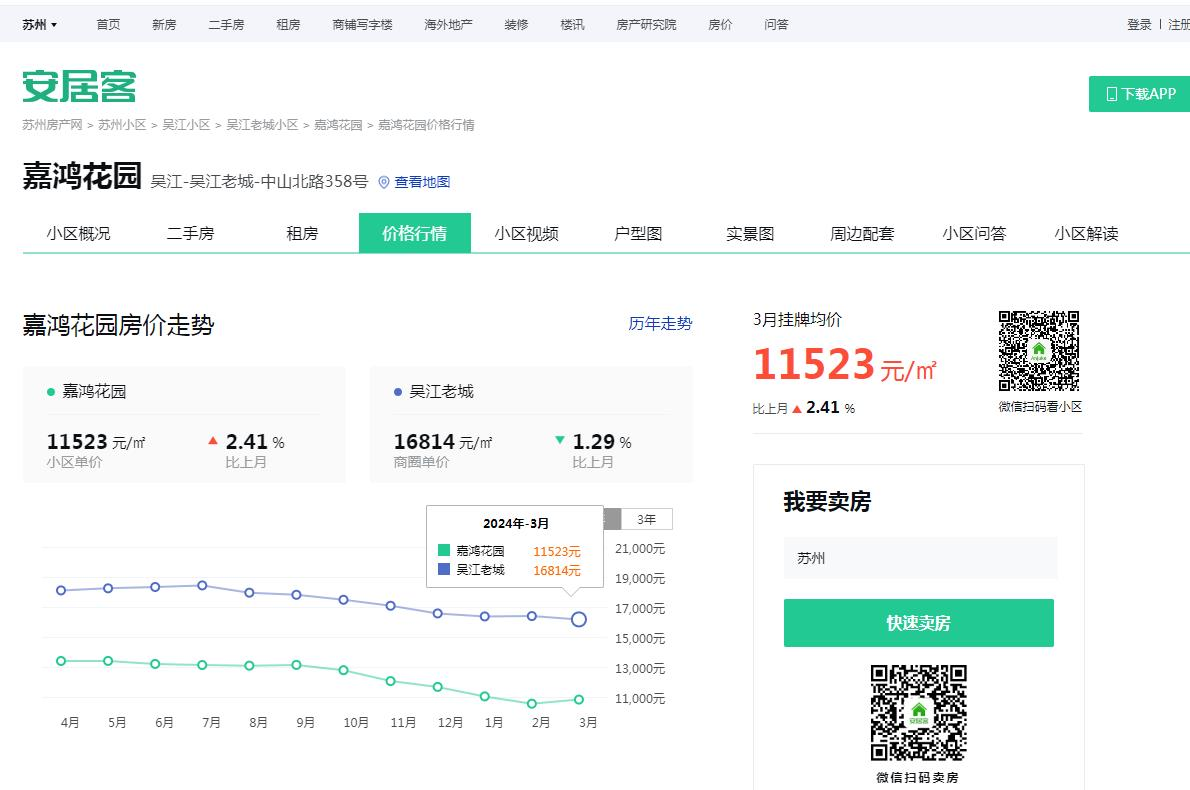 苏州 首页 新房 二手房 租房 商铺写字楼 海外地产 装修 楼讯 房产研究院 房价 问答 登录 注册
安居客
下载APP
苏州房产网 > 苏州小区 > 吴江小区 > 吴江老城小区 > 嘉鸿花园 > 嘉鸿花园价格行情
嘉鸿花园 吴江-吴江老城-中山北路358号 查看地图
小区概况 二手房 租房 价格行情 小区视频 户型图 实景图 周边配套 小区问答 小区解读
嘉鸿花园房价走势 历年走势
嘉鸿花园
11523 元/㎡ 2.41 %
小区单价 比上月
吴江老城
16814 元/㎡ 1.29 %
商圈单价 比上月
3年
2024年-3月
嘉鸿花园 11523元
吴江老城 16814元
21,000元
19,000元
17,000元
15,000元
13,000元
11,000元
4月 5月 6月 7月 8月 9月 10月 11月 12月 1月 2月 3月
3月挂牌均价
11523 元/㎡
比上月 2.41 %
微信扫码看小区
我要卖房
苏州
快速卖房
安居客
微信扫码卖房